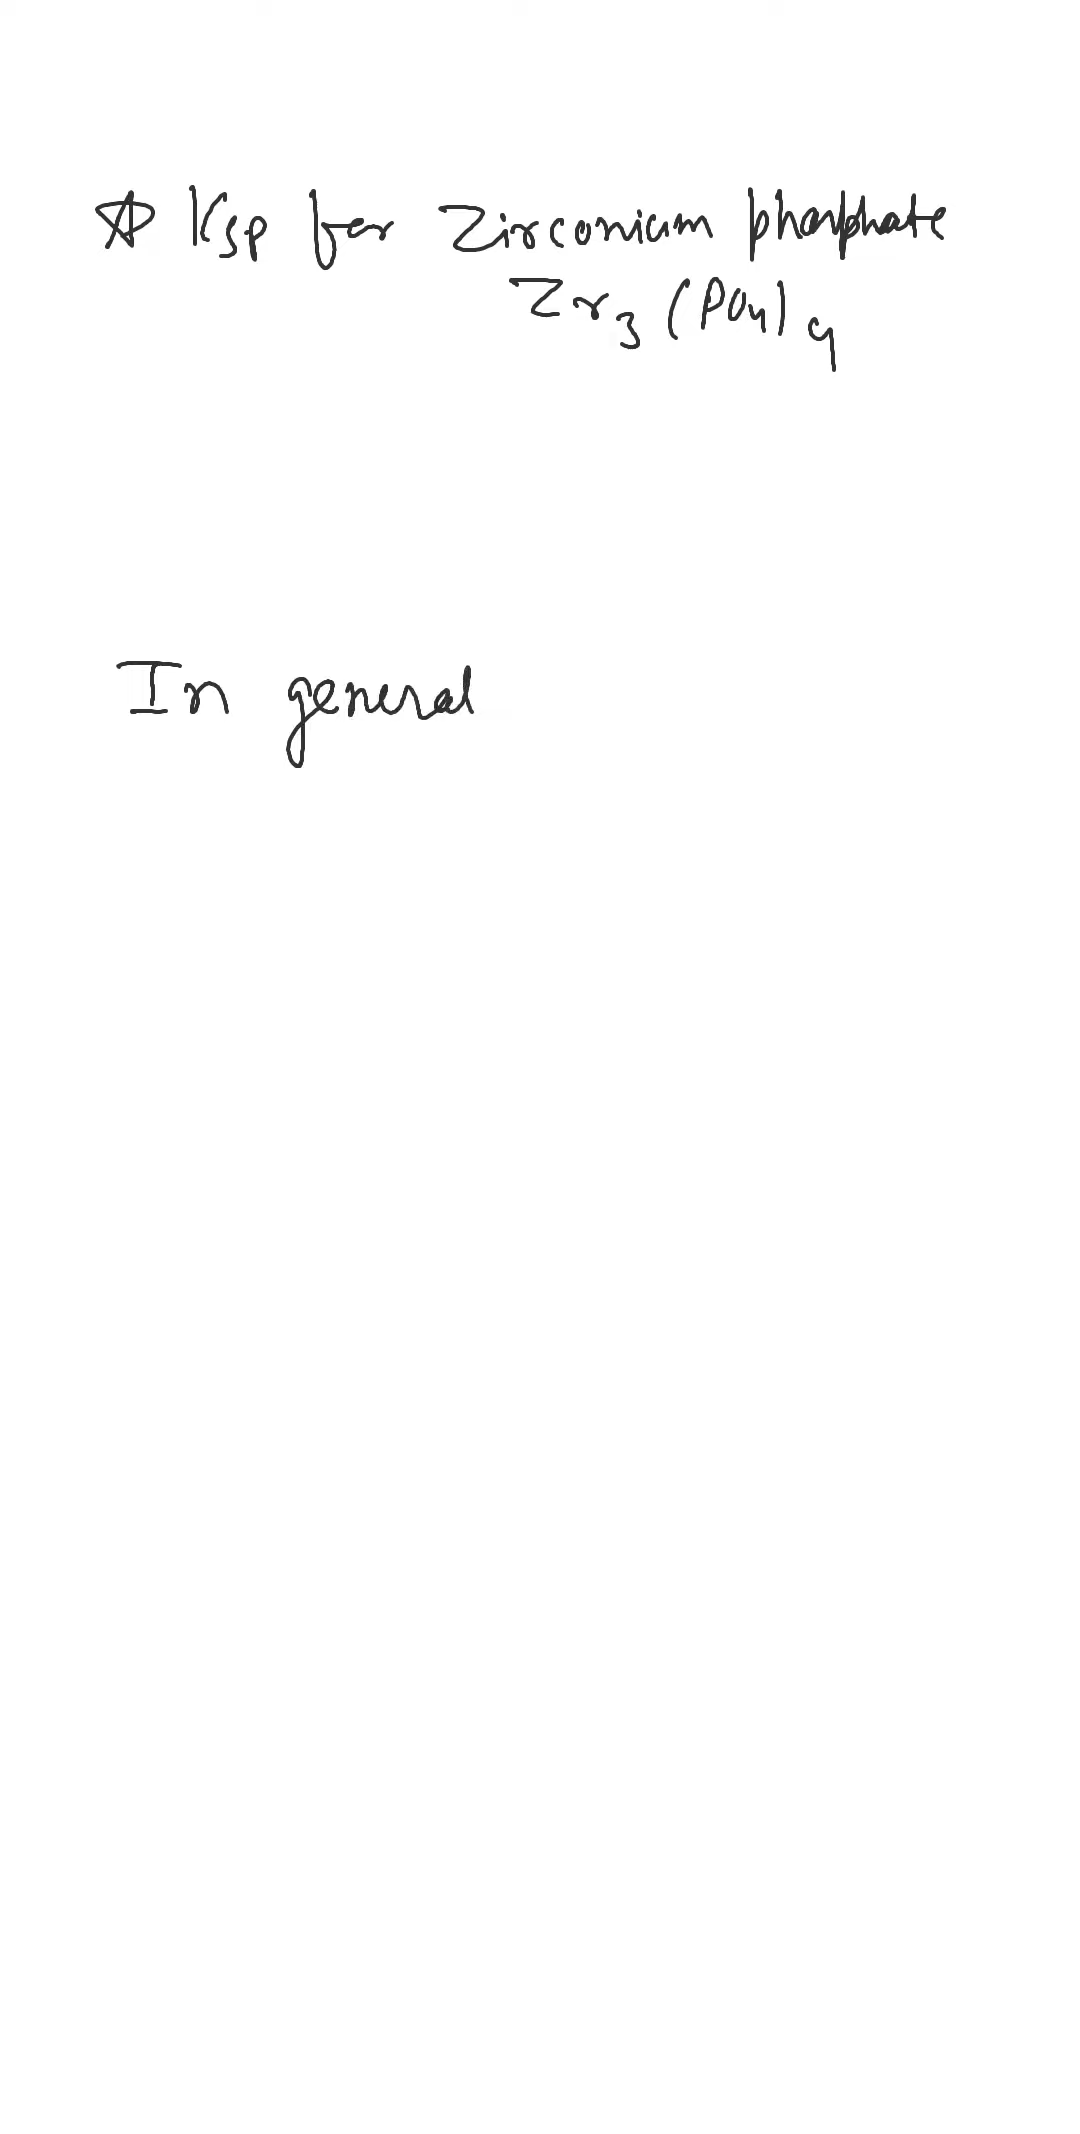 ☆ Ksp for Zirconium phosphate
Zr3 (PO4)4
In general